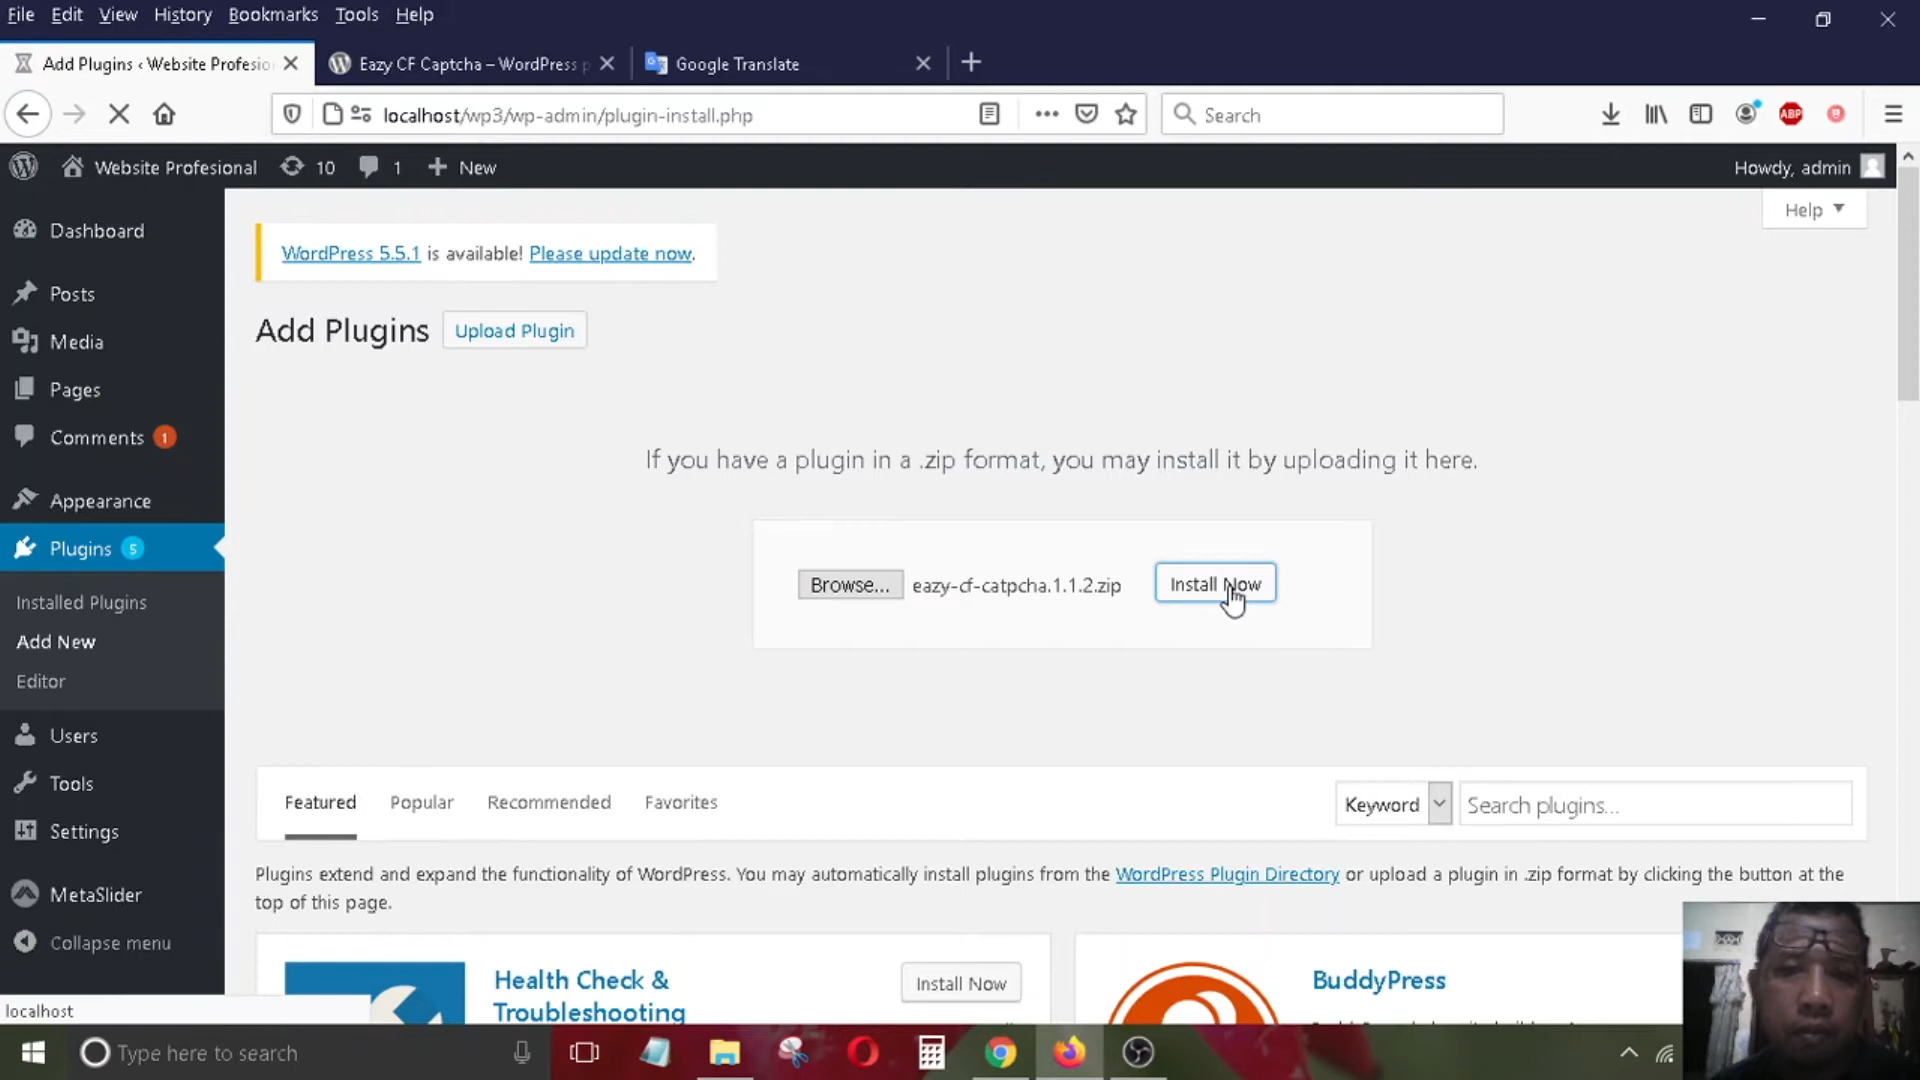 File Edit View History Bookmarks Tools Help
Add Plugins ‹ Website Profesio
Eazy CF Captcha – WordPress p
Google Translate
localhost/wp3/wp-admin/plugin-install.php
Search
Website Profesional 10 1 New
Howdy, admin
Help
Dashboard
Posts
Media
Pages
Comments 1
Appearance
Plugins 5
Installed Plugins
Add New
Editor
Users
Tools
Settings
MetaSlider
Collapse menu
WordPress 5.5.1 is available! Please update now.
Add Plugins Upload Plugin
If you have a plugin in a .zip format, you may install it by uploading it here.
Browse... eazy-cf-catpcha.1.1.2.zip Install Now
Featured Popular Recommended Favorites
Keyword Search plugins...
Plugins extend and expand the functionality of WordPress. You may automatically install plugins from the WordPress Plugin Directory or upload a plugin in .zip format by clicking the button at the
top of this page.
Health Check &
Troubleshooting
Install Now
BuddyPress
localhost
Type here to search
ABP